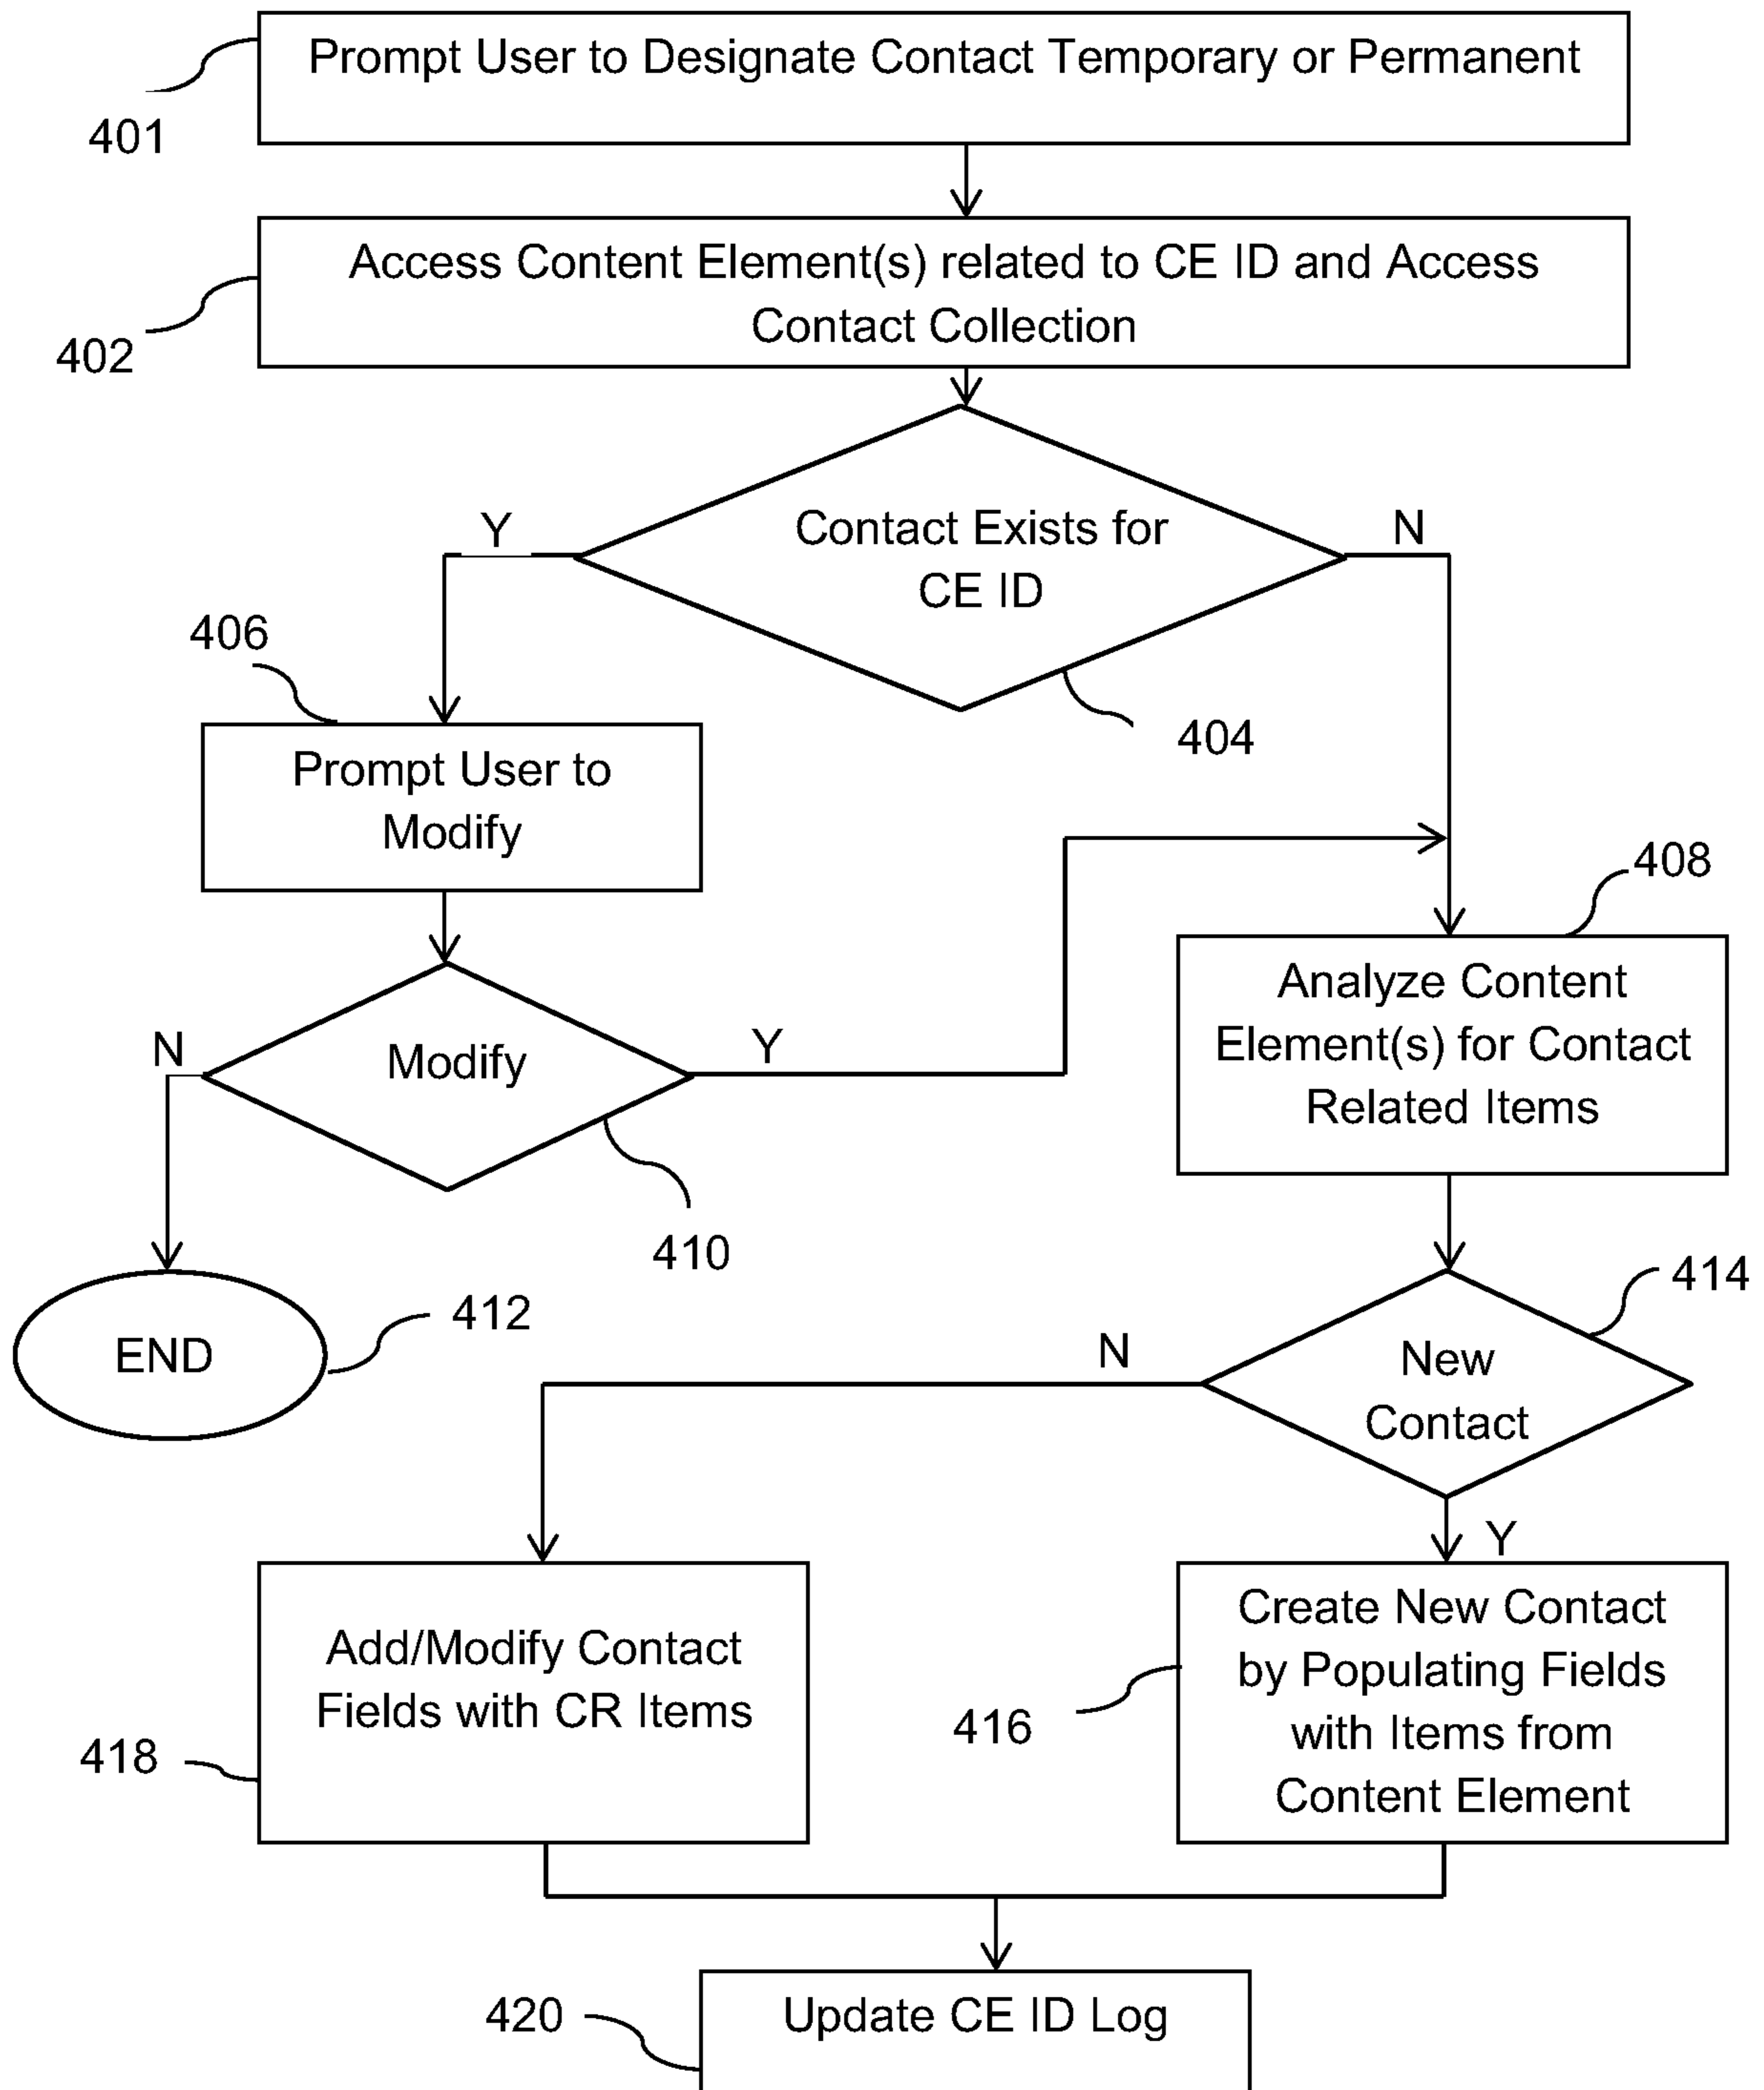 Prompt User to Designate Contact Temporary or Permanent
401
Access Content Element(s) related to CE ID and Access
Contact Collection
402
Y
Contact Exists for
CE ID
N
404
406
Prompt User to
Modify
408
Analyze Content
Element(s) for Contact
Related Items
N
Modify
Y
410
412
END
414
New
Contact
N
Y
Add/Modify Contact
Fields with CR Items
418
Create New Contact
by Populating Fields
with Items from
Content Element
416
420
Update CE ID Log